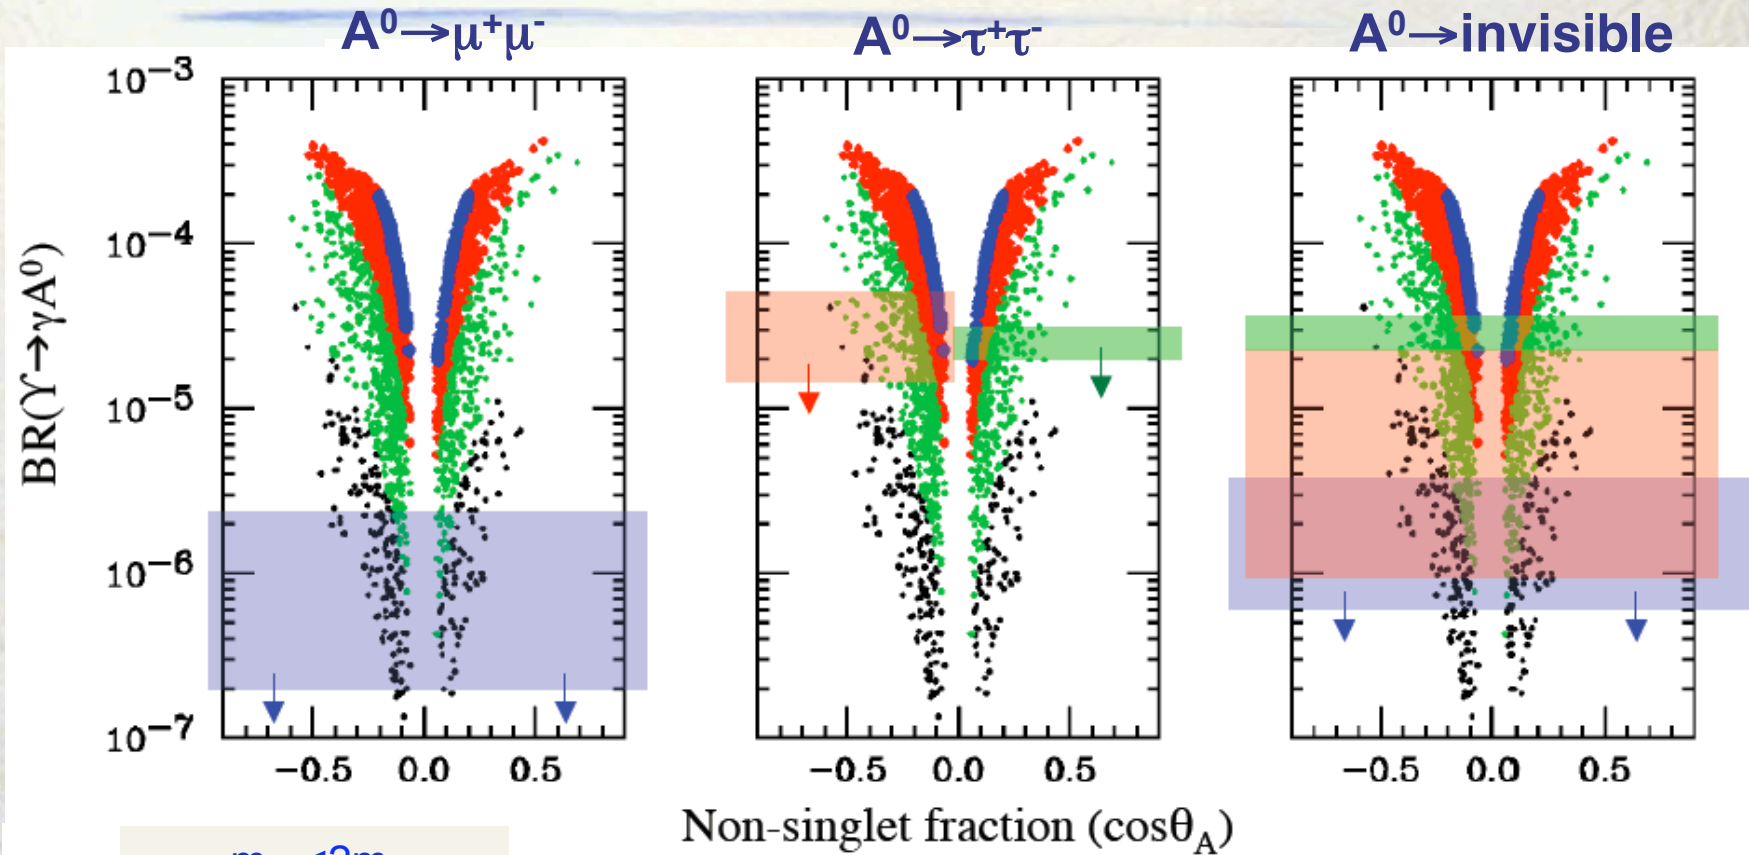 A⁰→μ⁺μ⁻ A⁰→τ⁺τ⁻ A⁰→invisible
10⁻³
10⁻⁴
10⁻⁵
10⁻⁶
10⁻⁷
BR(ϒ→γA⁰)
−0.5 0.0 0.5 −0.5 0.0 0.5 −0.5 0.0 0.5
Non-singlet fraction (cosθ_A)